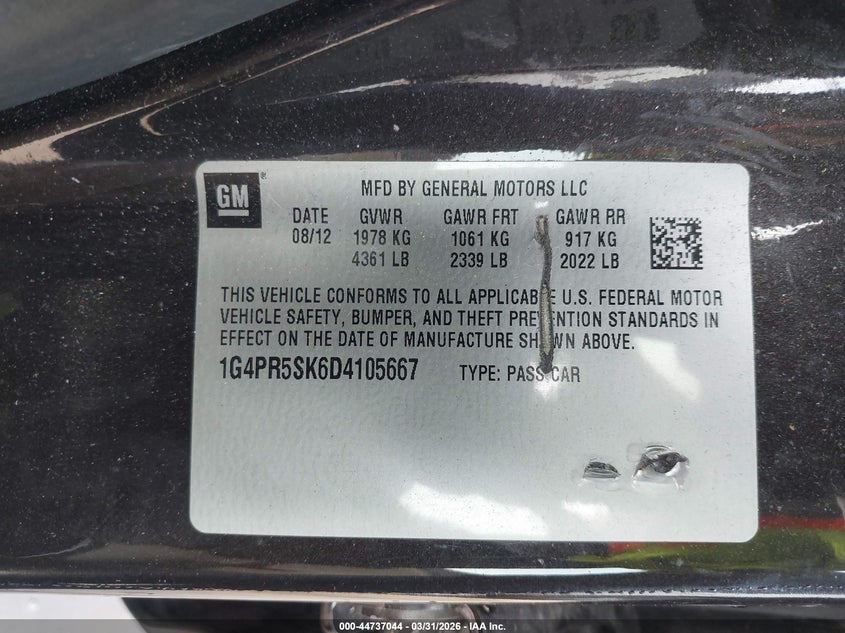 GM ®
MFD BY GENERAL MOTORS LLC
DATE GVWR GAWR FRT GAWR RR
08/12 1978 KG 1061 KG 917 KG
4361 LB 2339 LB 2022 LB
THIS VEHICLE CONFORMS TO ALL APPLICABLE U.S. FEDERAL MOTOR
VEHICLE SAFETY, BUMPER, AND THEFT PREVENTION STANDARDS IN
EFFECT ON THE DATE OF MANUFACTURE SHOWN ABOVE.
1G4PR5SK6D4105667 TYPE: PASS CAR
000-44737044 - 03/31/2026 - IAA Inc.